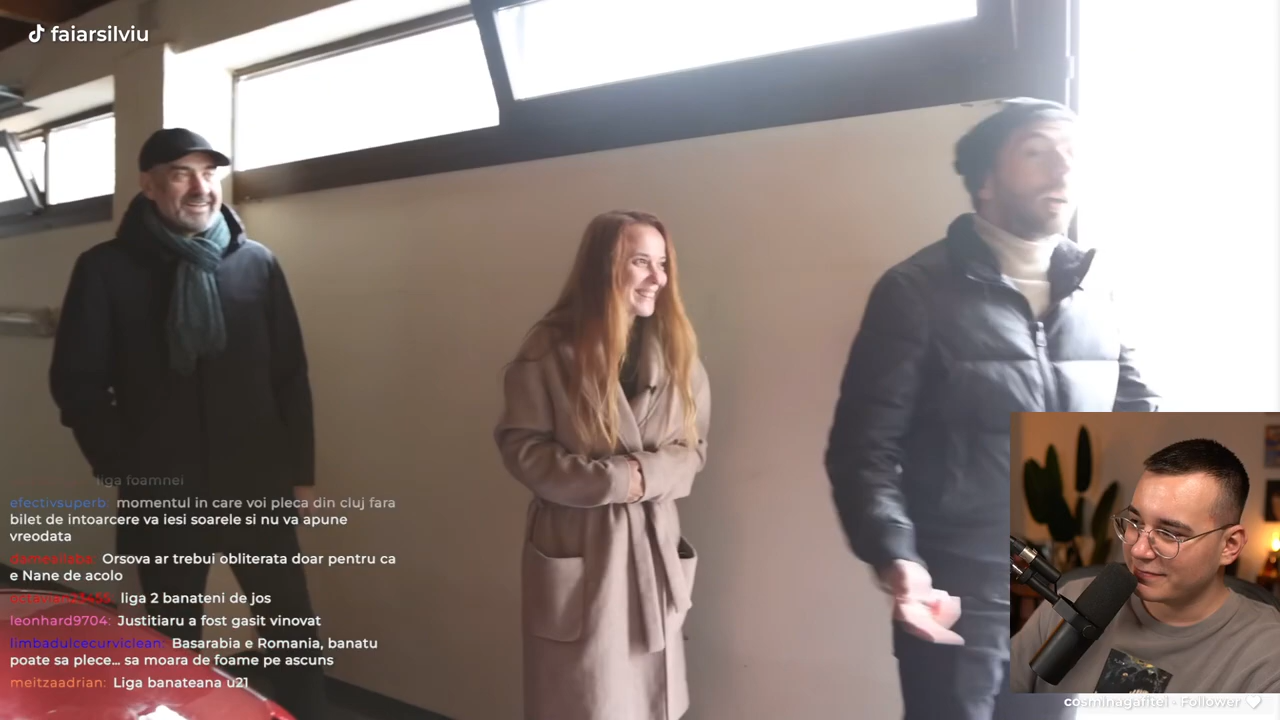 faiarsilviu
liga foamnei
efectivsuperb: momentul in care voi pleca din cluj fara
bilet de intoarcere va iesi soarele si nu va apune
vreodata
Orsova ar trebui obliterata doar pentru ca
e Nane de acolo
liga 2 banateni de jos
leonhard9704: Justitiaru a fost gasit vinovat
limbadulcecurviclean: Basarabia e Romania, banatu
poate sa plece... sa moara de foame pe ascuns
meitzaadrian: Liga banateana u21
cosminagafitei - Follower